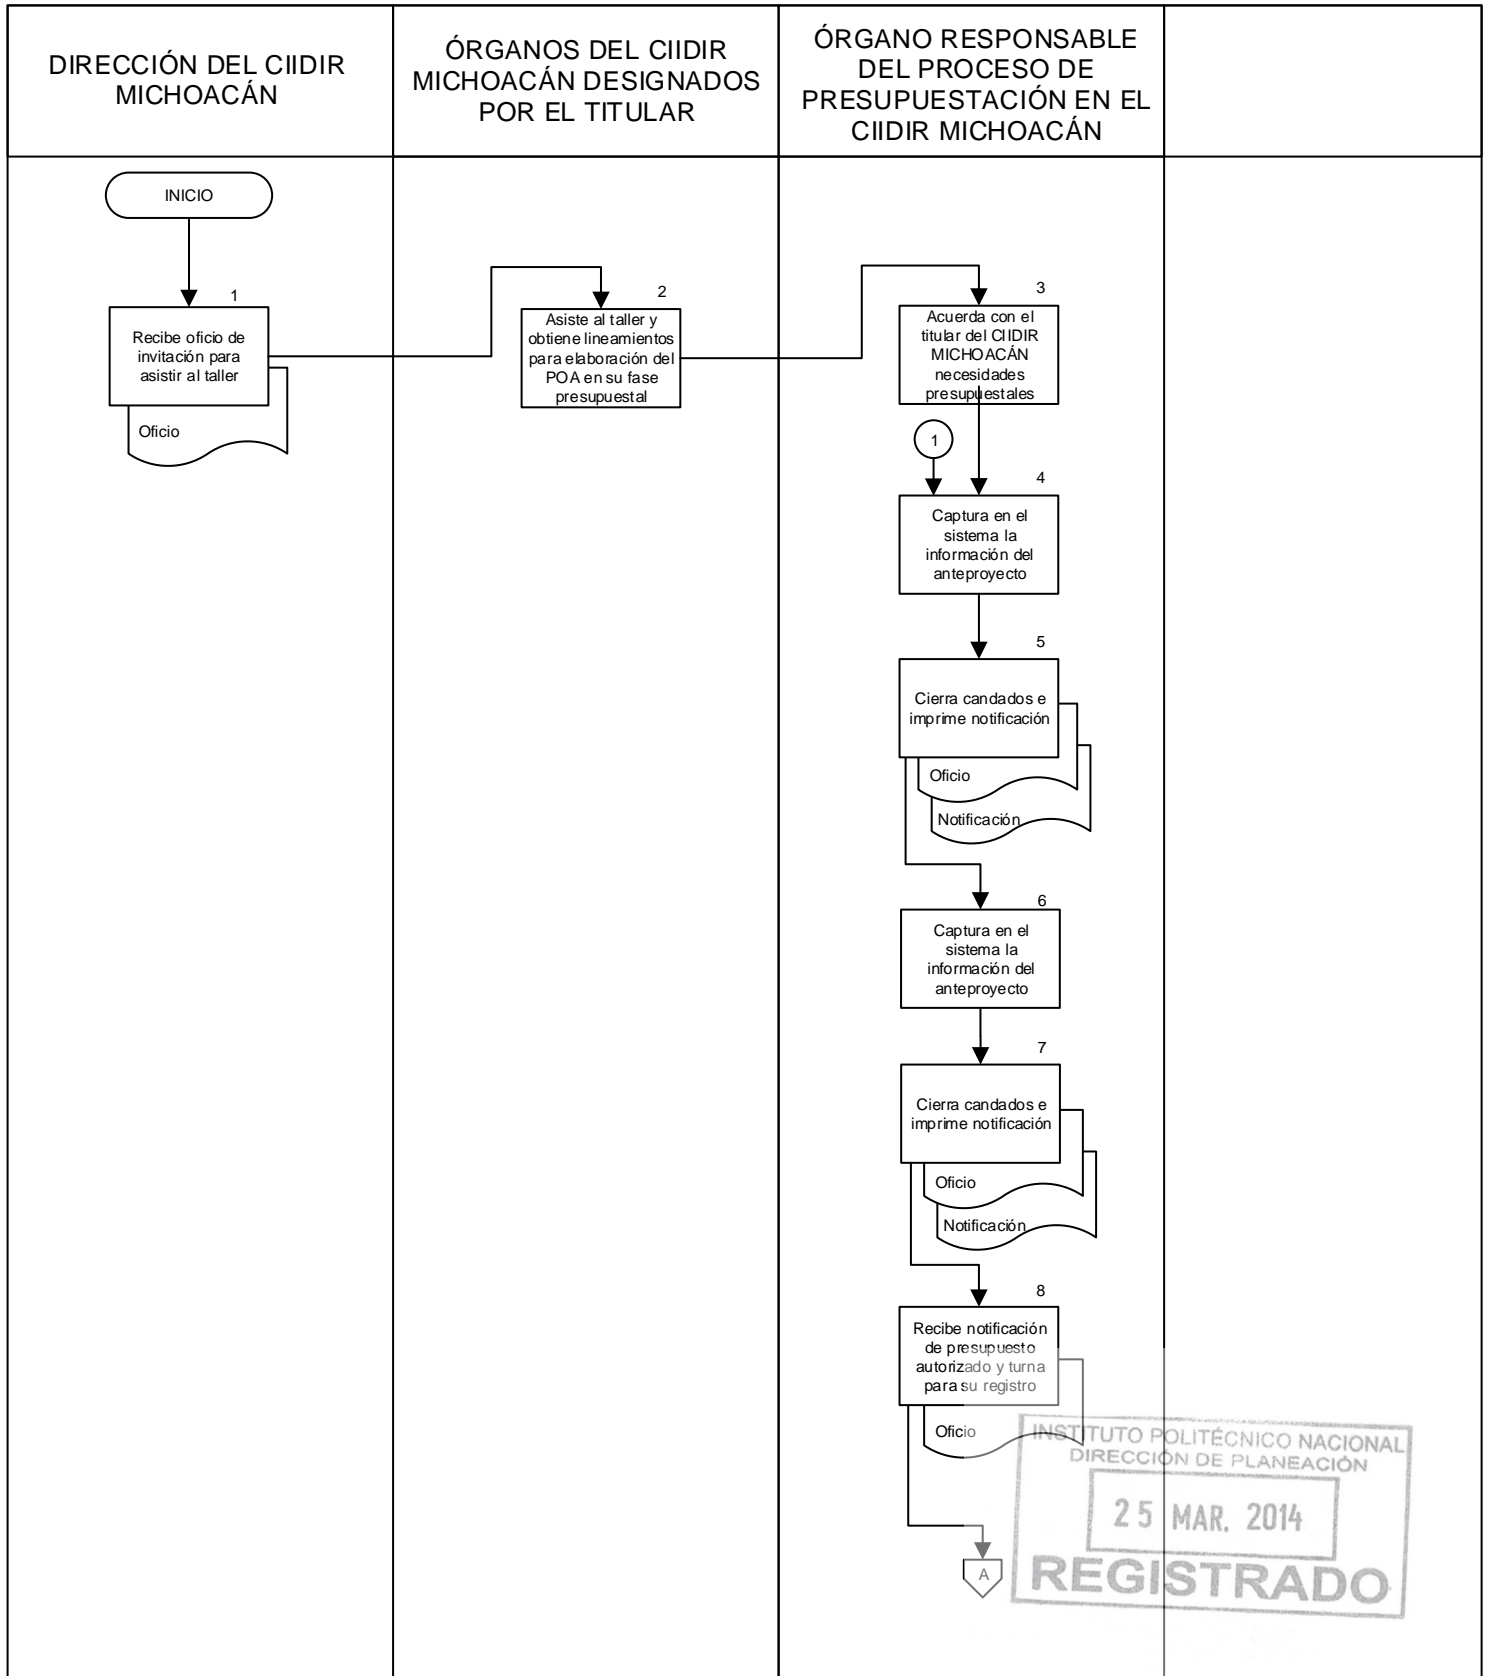 DIRECCIÓN DEL CIIDIR
MICHOACÁN
ÓRGANOS DEL CIIDIR
MICHOACÁN DESIGNADOS
POR EL TITULAR
ÓRGANO RESPONSABLE
DEL PROCESO DE
PRESUPUESTACIÓN EN EL
CIIDIR MICHOACÁN
INICIO
1
Recibe oficio de
invitación para
asistir al taller
Oficio
2
Asiste al taller y
obtiene lineamientos
para elaboración del
POA en su fase
presupuestal
3
Acuerda con el
titular del CIIDIR
MICHOACÁN
necesidades
presupuestales
1
4
Captura en el
sistema la
información del
anteproyecto
5
Cierra candados e
imprime notificación
Oficio
Notificación
6
Captura en el
sistema la
información del
anteproyecto
7
Cierra candados e
imprime notificación
Oficio
Notificación
8
Recibe notificación
de presupuesto
autorizado y turna
para su registro
Oficio
A
INSTITUTO POLITÉCNICO NACIONAL
DIRECCIÓN DE PLANEACIÓN
25 MAR. 2014
REGISTRADO